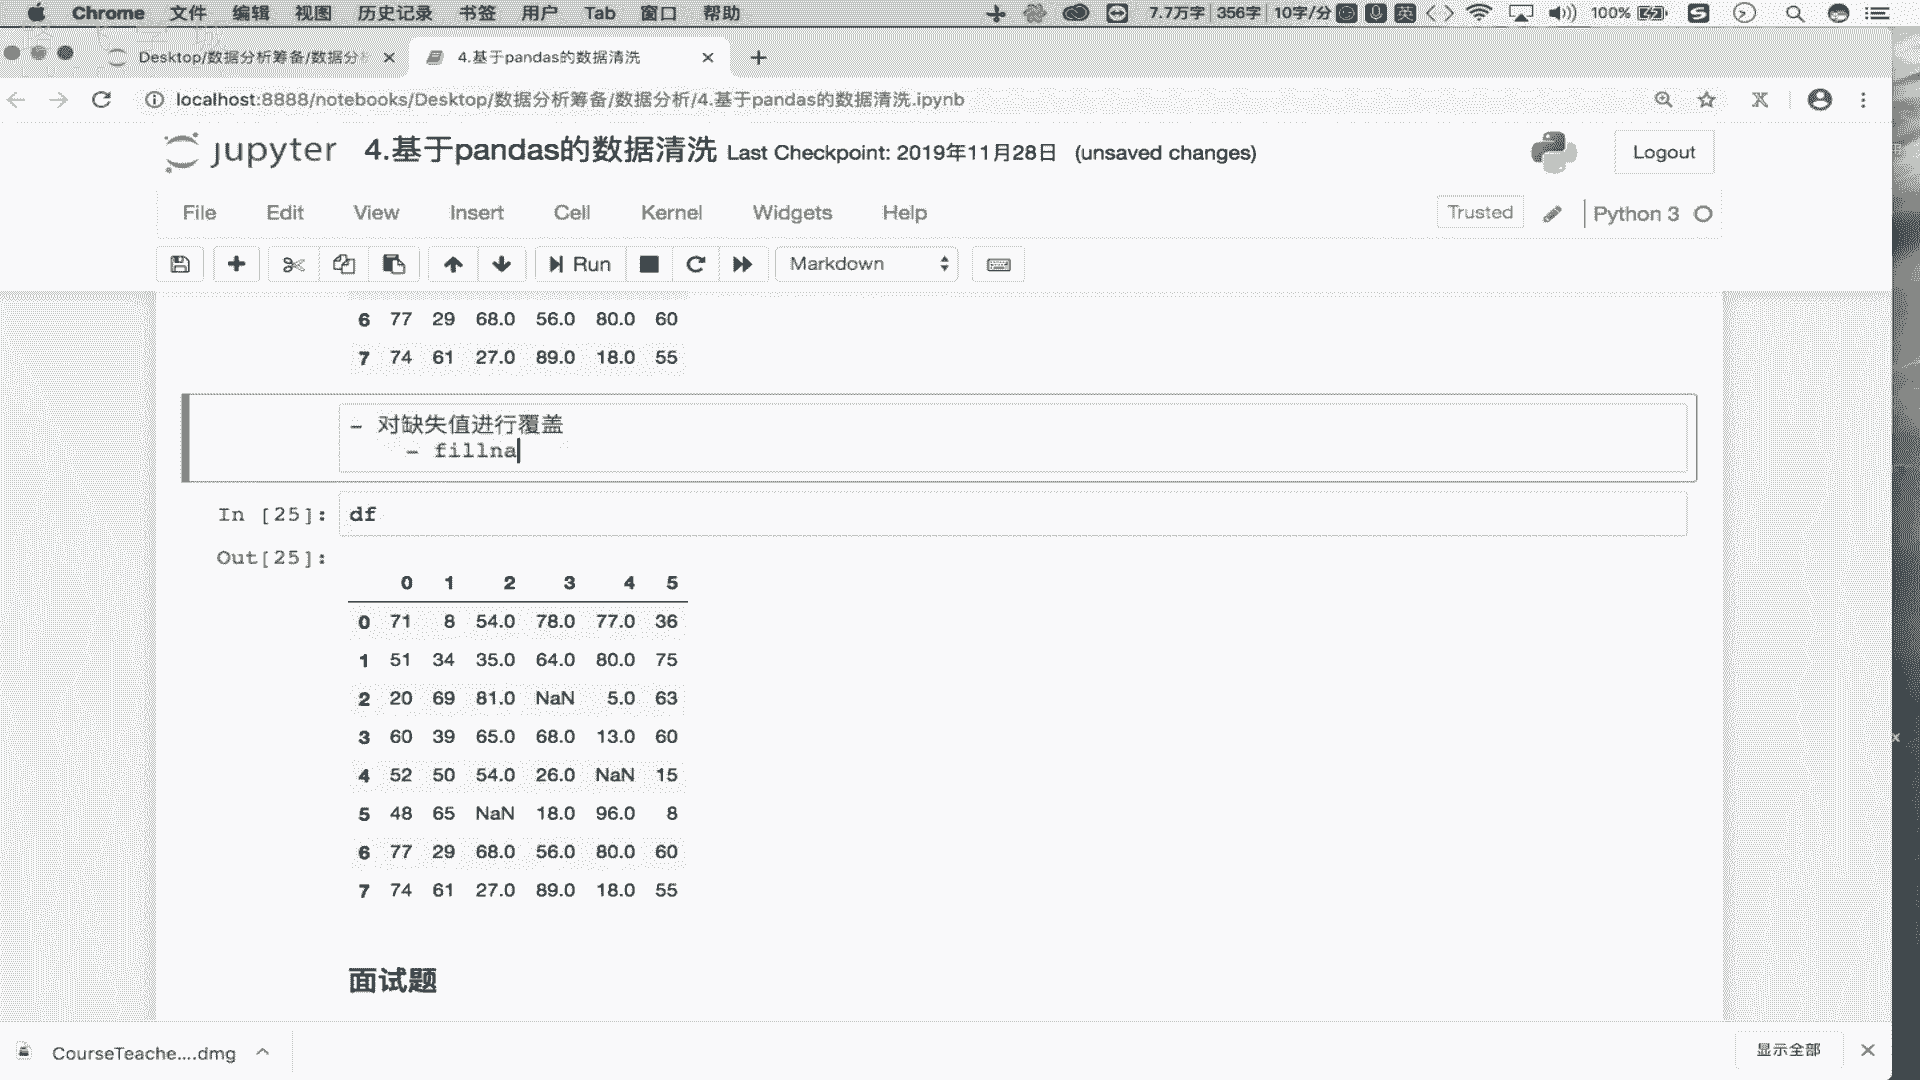 Chrome 文件 编辑 视图 历史记录 书签 用户 Tab 窗口 帮助 7.7万字 356字 10字/分 英 100%
Desktop/数据分析筹备/数据分 4.基于pandas的数据清洗
localhost:8888/notebooks/Desktop/数据分析筹备/数据分析/4.基于pandas的数据清洗.ipynb
jupyter 4.基于pandas的数据清洗 Last Checkpoint: 2019年11月28日 (unsaved changes) Logout
File Edit View Insert Cell Kernel Widgets Help Trusted Python 3
Run Markdown
6 77 29 68.0 56.0 80.0 60
7 74 61 27.0 89.0 18.0 55
- 对缺失值进行覆盖
- fillna
In [25]: df
Out[25]:
0 1 2 3 4 5
0 71 8 54.0 78.0 77.0 36
1 51 34 35.0 64.0 80.0 75
2 20 69 81.0 NaN 5.0 63
3 60 39 65.0 68.0 13.0 60
4 52 50 54.0 26.0 NaN 15
5 48 65 NaN 18.0 96.0 8
6 77 29 68.0 56.0 80.0 60
7 74 61 27.0 89.0 18.0 55
面试题
CourseTeache....dmg 显示全部